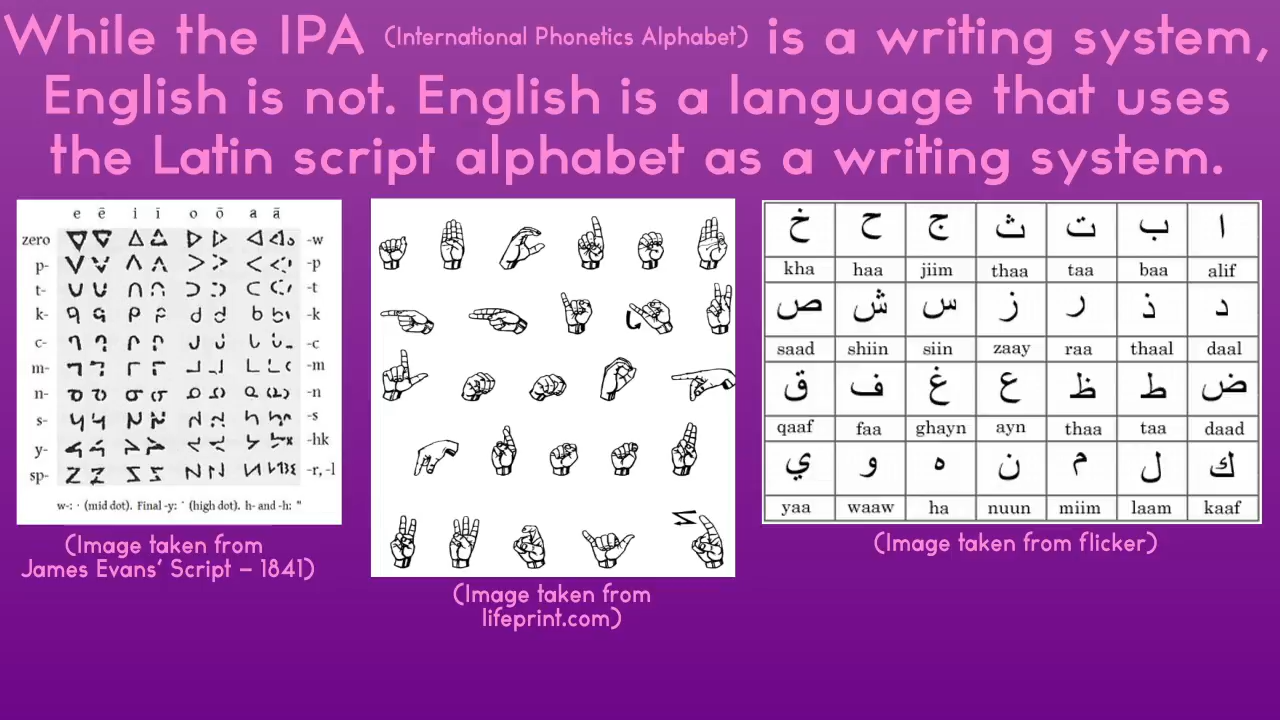 While the IPA (International Phonetics Alphabet) is a writing system,
English is not. English is a language that uses
the Latin script alphabet as a writing system.
e ē i ī o ō a ā
zero ᐁ ᐃ ᐅ ᐊ -w
p- ᐯ ᐱ ᐳ ᐸ -p
t- ᑌ ᑎ ᑐ ᑕ -t
k- -k
c- -c
m- -m
n- -n
s- -s
y- -hk
sp- -r, -l
w-: · (mid dot). Final -y: ˙ (high dot). h- and -h: "
(Image taken from
James Evans’ Script – 1841)
(Image taken from
lifeprint.com)
خ ح ج ث ت ب ا
kha haa jiim thaa taa baa alif
ص ش س ز ر ذ د
saad shiin siin zaay raa thaal daal
ق ف غ ع ظ ط ض
qaaf faa ghayn ayn thaa taa daad
ي و ه ن م ل ك
yaa waaw ha nuun miim laam kaaf
(Image taken from flicker)